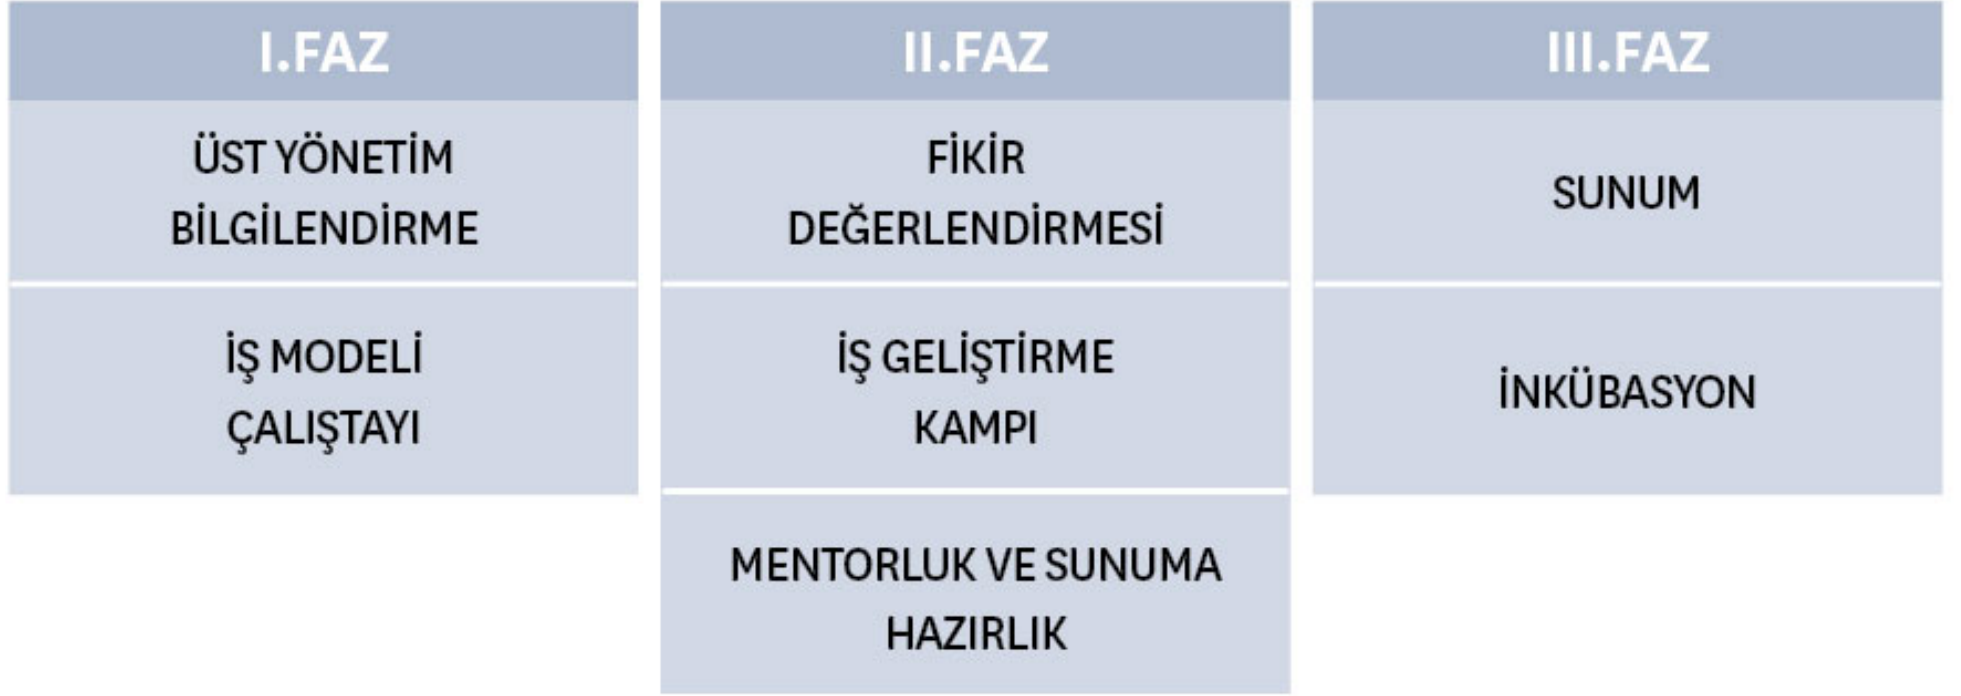 I.FAZ
ÜST YÖNETİM
BİLGİLENDİRME
İŞ MODELİ
ÇALIŞTAYI
II.FAZ
FİKİR
DEĞERLENDİRMESİ
İŞ GELİŞTİRME
KAMPI
MENTORLUK VE SUNUMA
HAZIRLIK
III.FAZ
SUNUM
İNKÜBASYON